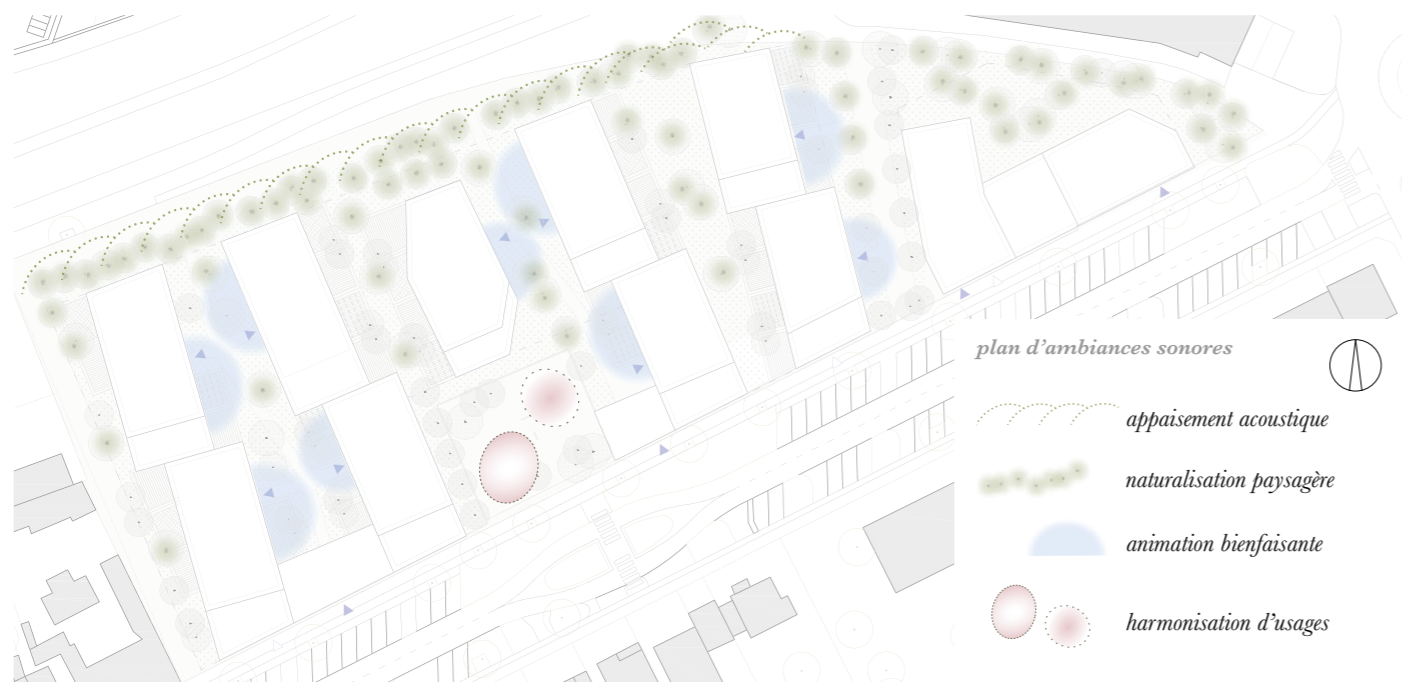 plan d'ambiances sonores
appaisement acoustique
naturalisation paysagère
animation bienfaisante
harmonisation d'usages